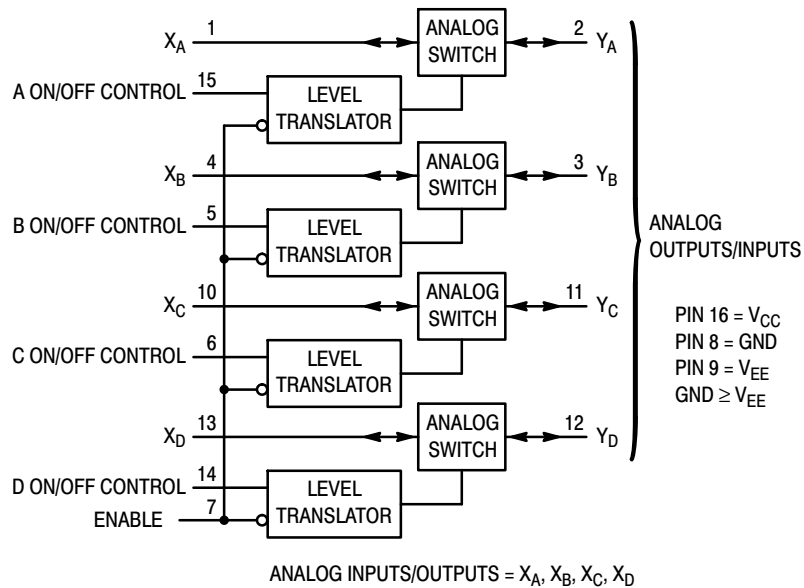 X_A 1 ANALOG SWITCH 2 Y_A
A ON/OFF CONTROL 15 LEVEL TRANSLATOR
X_B 4 ANALOG SWITCH 3 Y_B
B ON/OFF CONTROL 5 LEVEL TRANSLATOR
ANALOG OUTPUTS/INPUTS
X_C 10 ANALOG SWITCH 11 Y_C
C ON/OFF CONTROL 6 LEVEL TRANSLATOR
PIN 16 = V_CC
PIN 8 = GND
PIN 9 = V_EE
GND ≥ V_EE
X_D 13 ANALOG SWITCH 12 Y_D
D ON/OFF CONTROL 14 LEVEL TRANSLATOR
ENABLE 7
ANALOG INPUTS/OUTPUTS = X_A, X_B, X_C, X_D